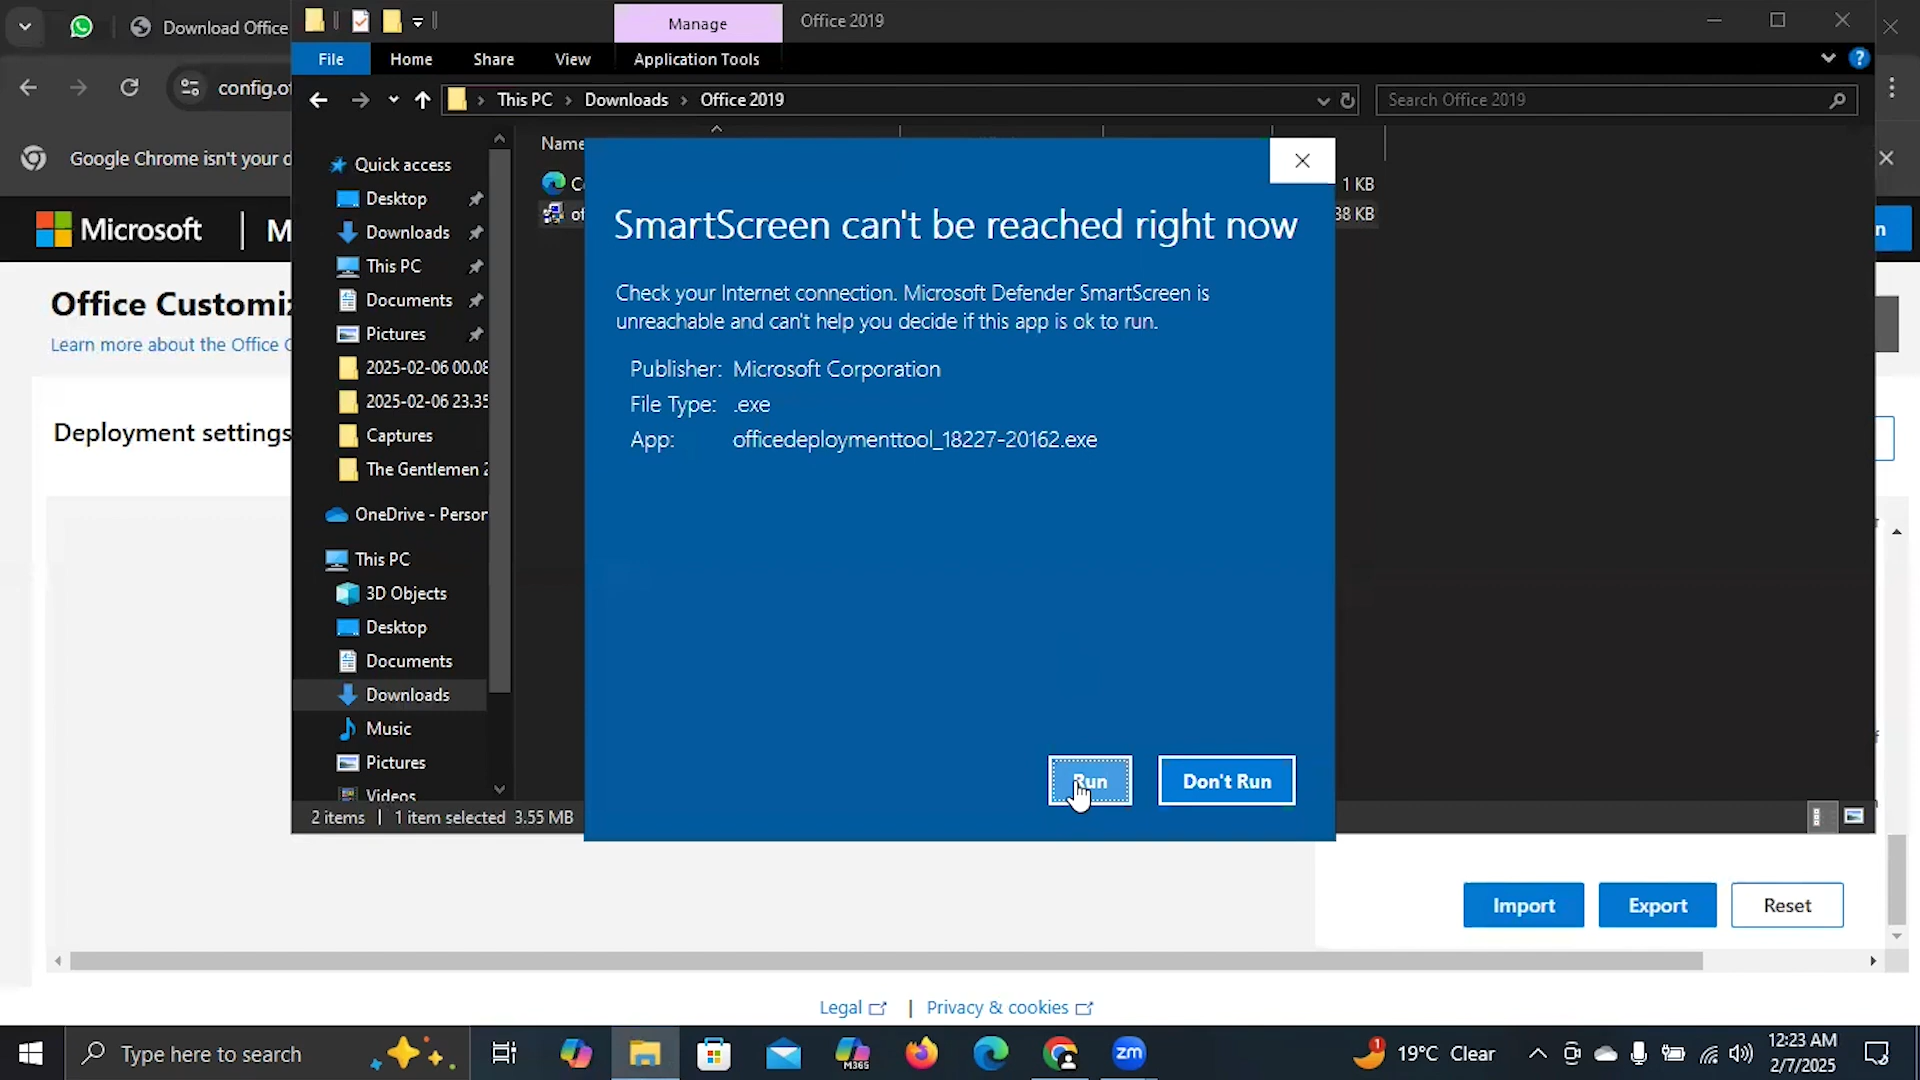 Manage
Office 2019
Download Office
File
Home
Share
View
Application Tools
?
config.of
This PC
Downloads
Office 2019
Search Office 2019
Google Chrome isn't your d
Name
1 KB
38 KB
Quick access
Desktop
Downloads
This PC
Documents
Pictures
2025-02-06 00.08
2025-02-06 23.35
Captures
The Gentlemen 2
OneDrive - Person
This PC
3D Objects
Desktop
Documents
Downloads
Music
Pictures
Videos
2 items
1 item selected 3.55 MB
Microsoft
M
n
Office Customiz
Learn more about the Office C
Deployment settings
SmartScreen can't be reached right now
Check your Internet connection. Microsoft Defender SmartScreen is
unreachable and can't help you decide if this app is ok to run.
Publisher: Microsoft Corporation
File Type: .exe
App: officedeploymenttool_18227-20162.exe
Run
Don't Run
Import
Export
Reset
Legal
|
Privacy & cookies
Type here to search
M365
zm
1
19°C Clear
12:23 AM
2/7/2025